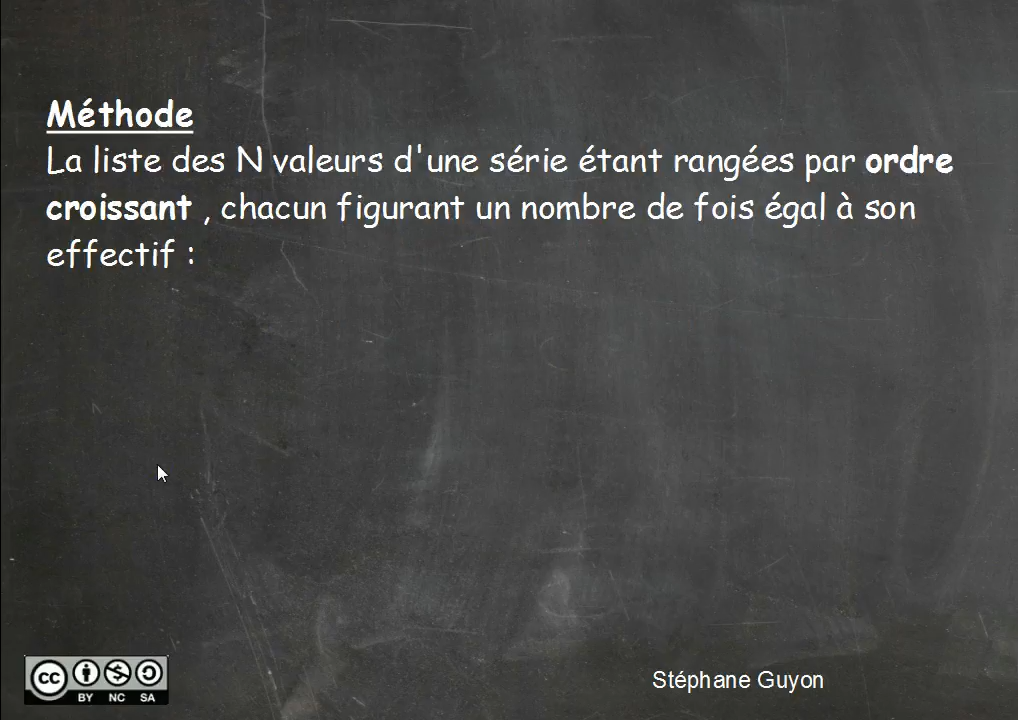 Méthode
La liste des N valeurs d'une série étant rangées par ordre
croissant , chacun figurant un nombre de fois égal à son
effectif :
cc
BY NC SA
Stéphane Guyon